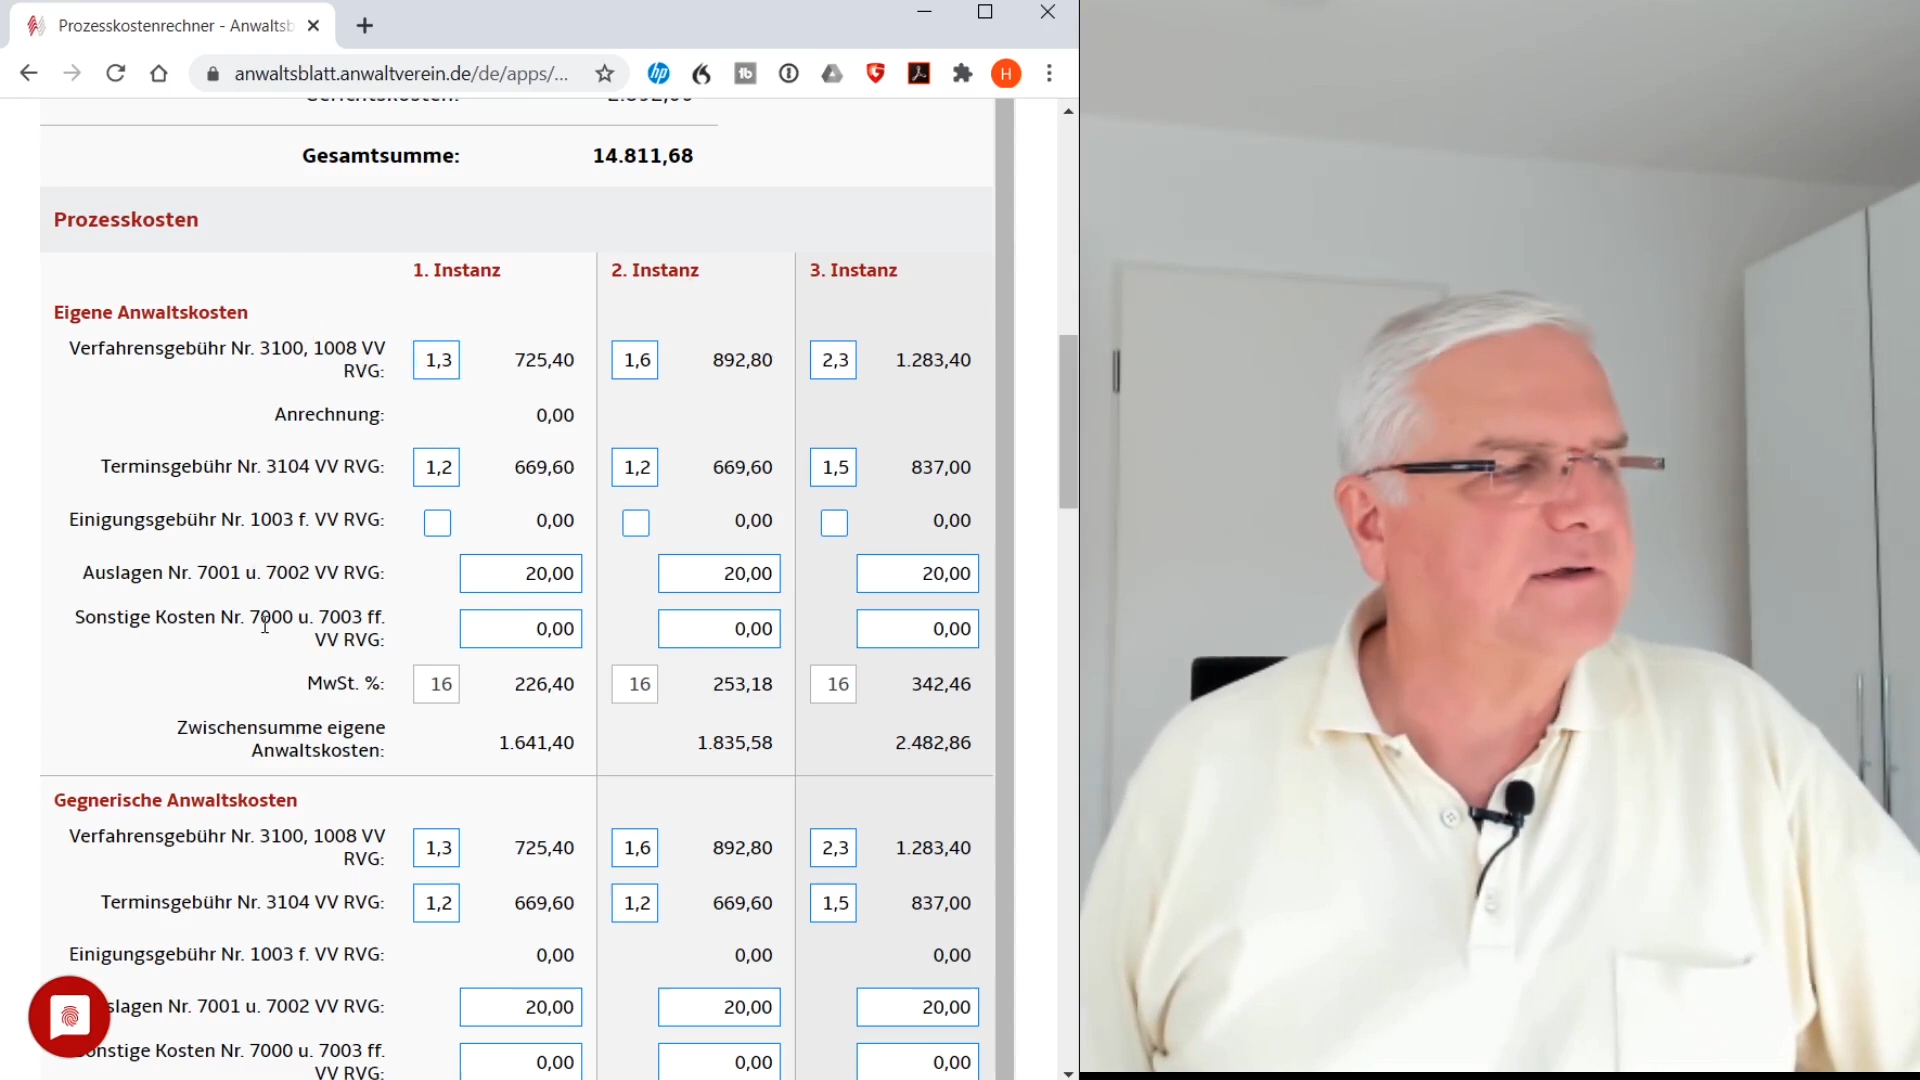 Prozesskostenrechner - Anwaltsb
anwaltsblatt.anwaltverein.de/de/apps/...
hp
tb
H
Gerichtskosten:
Gesamtsumme: 14.811,68
Prozesskosten
1. Instanz 2. Instanz 3. Instanz
Eigene Anwaltskosten
Verfahrensgebühr Nr. 3100, 1008 VV
RVG:
1,3 725,40 1,6 892,80 2,3 1.283,40
Anrechnung: 0,00
Terminsgebühr Nr. 3104 VV RVG: 1,2 669,60 1,2 669,60 1,5 837,00
Einigungsgebühr Nr. 1003 f. VV RVG: 0,00 0,00 0,00
Auslagen Nr. 7001 u. 7002 VV RVG: 20,00 20,00 20,00
Sonstige Kosten Nr. 7000 u. 7003 ff.
VV RVG:
0,00 0,00 0,00
MwSt. %: 16 226,40 16 253,18 16 342,46
Zwischensumme eigene
Anwaltskosten:
1.641,40 1.835,58 2.482,86
Gegnerische Anwaltskosten
Verfahrensgebühr Nr. 3100, 1008 VV
RVG:
1,3 725,40 1,6 892,80 2,3 1.283,40
Terminsgebühr Nr. 3104 VV RVG: 1,2 669,60 1,2 669,60 1,5 837,00
Einigungsgebühr Nr. 1003 f. VV RVG: 0,00 0,00 0,00
slagen Nr. 7001 u. 7002 VV RVG: 20,00 20,00 20,00
onstige Kosten Nr. 7000 u. 7003 ff.
VV RVG:
0,00 0,00 0,00